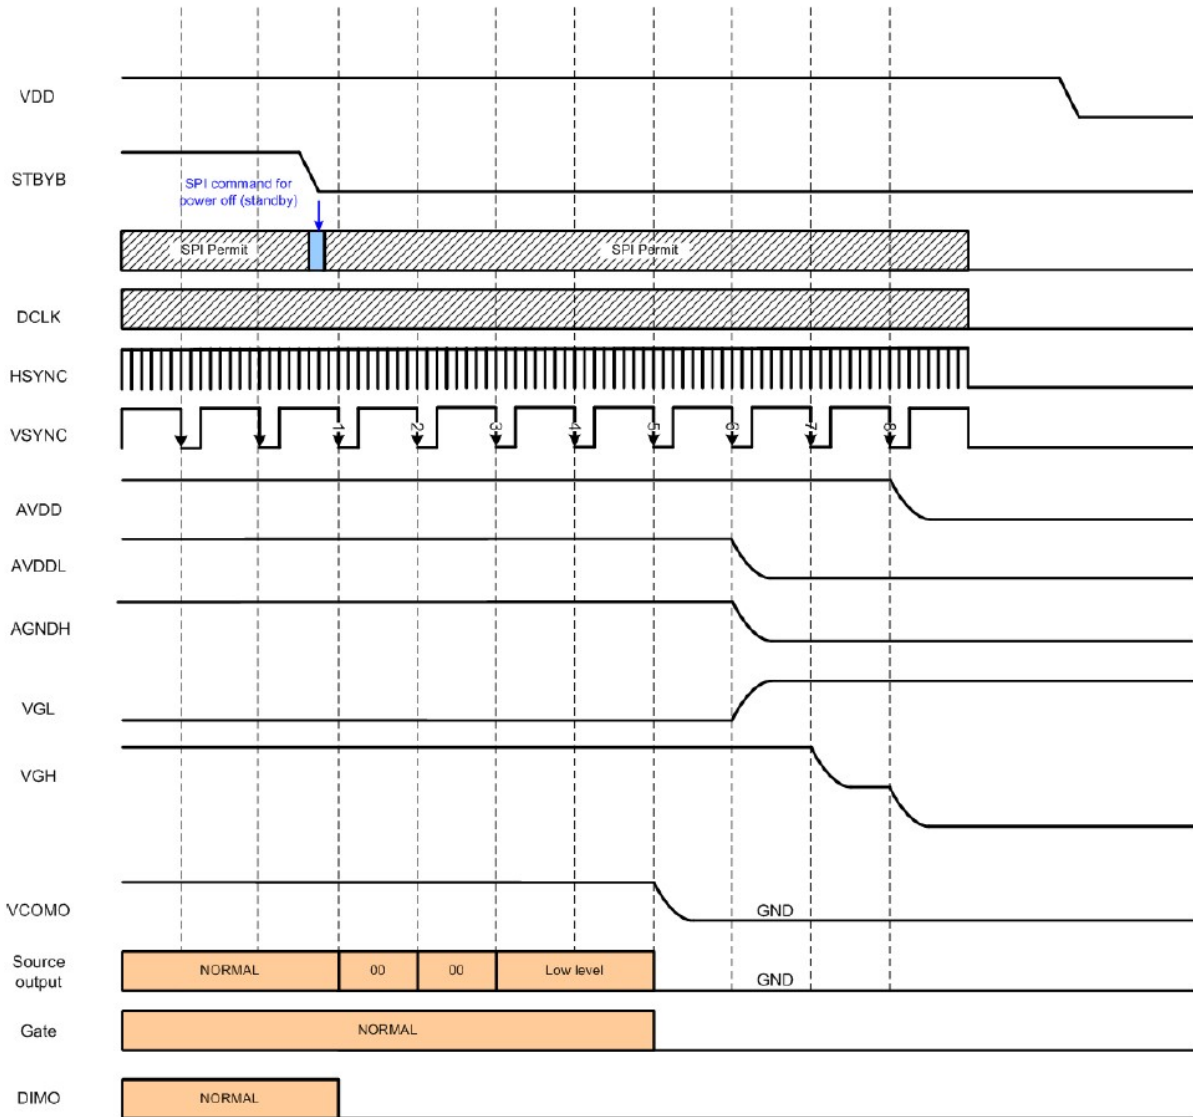 VDD
STBYB
SPI command for
power off (standby)
SPI Permit
SPI Permit
DCLK
HSYNC
VSYNC
1
2
3
4
5
6
7
8
AVDD
AVDDL
AGNDH
VGL
VGH
VCOMO
GND
Source
output
NORMAL
00
00
Low level
GND
Gate
NORMAL
DIMO
NORMAL